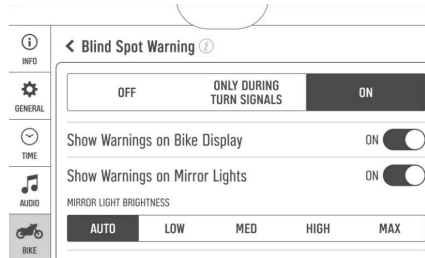 INFO
Blind Spot Warning
GENERAL
OFF
ONLY DURING
TURN SIGNALS
ON
TIME
Show Warnings on Bike Display
ON
AUDIO
Show Warnings on Mirror Lights
ON
MIRROR LIGHT BRIGHTNESS
BIKE
AUTO
LOW
MED
HIGH
MAX